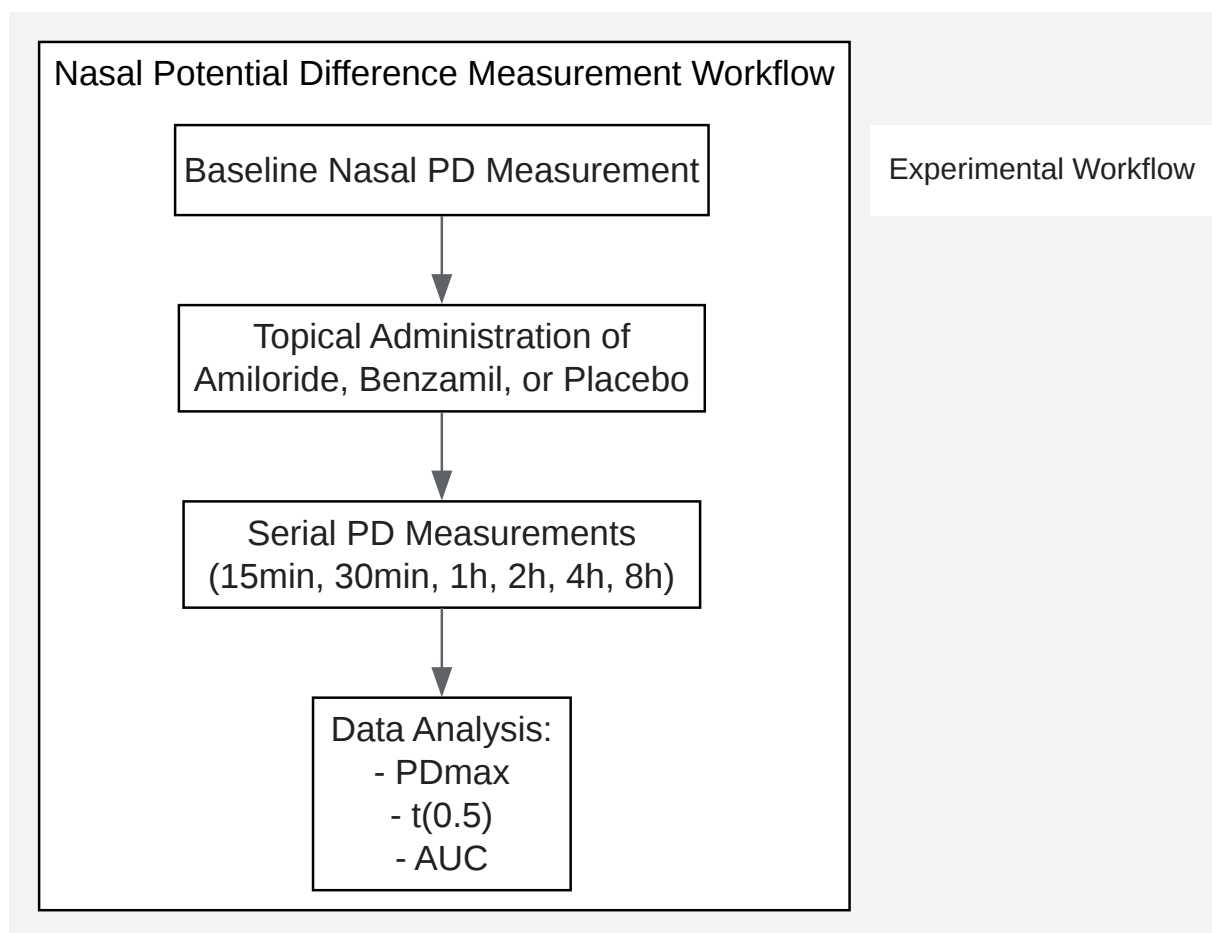 Nasal Potential Difference Measurement Workflow
Baseline Nasal PD Measurement
Experimental Workflow
Topical Administration of
Amiloride, Benzamil, or Placebo
Serial PD Measurements
(15min, 30min, 1h, 2h, 4h, 8h)
Data Analysis:
- PDmax
- t(0.5)
- AUC